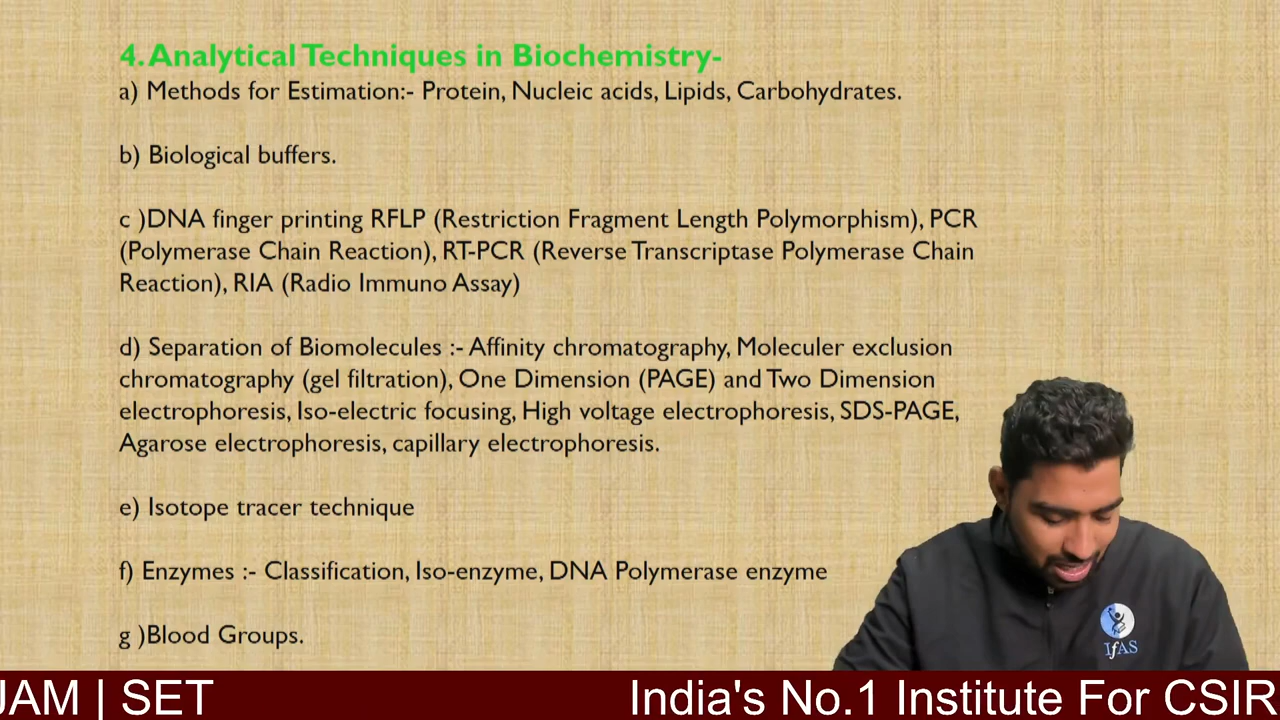 4. Analytical Techniques in Biochemistry-
a) Methods for Estimation:- Protein, Nucleic acids, Lipids, Carbohydrates.
b) Biological buffers.
c )DNA finger printing RFLP (Restriction Fragment Length Polymorphism), PCR
(Polymerase Chain Reaction), RT-PCR (Reverse Transcriptase Polymerase Chain
Reaction), RIA (Radio Immuno Assay)
d) Separation of Biomolecules :- Affinity chromatography, Moleculer exclusion
chromatography (gel filtration), One Dimension (PAGE) and Two Dimension
electrophoresis, Iso-electric focusing, High voltage electrophoresis, SDS-PAGE,
Agarose electrophoresis, capillary electrophoresis.
e) Isotope tracer technique
f) Enzymes :- Classification, Iso-enzyme, DNA Polymerase enzyme
g )Blood Groups.
IfAS
JAM | SET India's No.1 Institute For CSIR